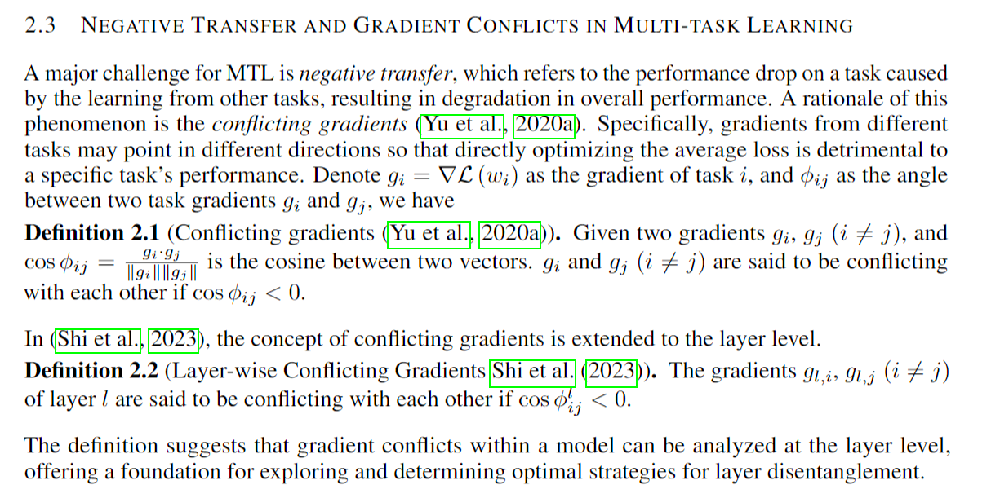 2.3 NEGATIVE TRANSFER AND GRADIENT CONFLICTS IN MULTI-TASK LEARNING
A major challenge for MTL is negative transfer, which refers to the performance drop on a task caused
by the learning from other tasks, resulting in degradation in overall performance. A rationale of this
phenomenon is the conflicting gradients (Yu et al., 2020a). Specifically, gradients from different
tasks may point in different directions so that directly optimizing the average loss is detrimental to
a specific task's performance. Denote $g_i = \nabla \mathcal{L}(w_i)$ as the gradient of task $i$, and $\phi_{ij}$ as the angle
between two task gradients $g_i$ and $g_j$, we have
Definition 2.1 (Conflicting gradients (Yu et al., 2020a)). Given two gradients $g_i$, $g_j$ $(i \neq j)$, and
$\cos \phi_{ij} = \frac{g_i \cdot g_j}{\|g_i\| \|g_j\|}$ is the cosine between two vectors. $g_i$ and $g_j$ $(i \neq j)$ are said to be conflicting
with each other if $\cos \phi_{ij} < 0$.
In (Shi et al., 2023), the concept of conflicting gradients is extended to the layer level.
Definition 2.2 (Layer-wise Conflicting Gradients Shi et al. (2023)). The gradients $g_{l,i}$, $g_{l,j}$ $(i \neq j)$
of layer $l$ are said to be conflicting with each other if $\cos \phi_{ij}^l < 0$.
The definition suggests that gradient conflicts within a model can be analyzed at the layer level,
offering a foundation for exploring and determining optimal strategies for layer disentanglement.